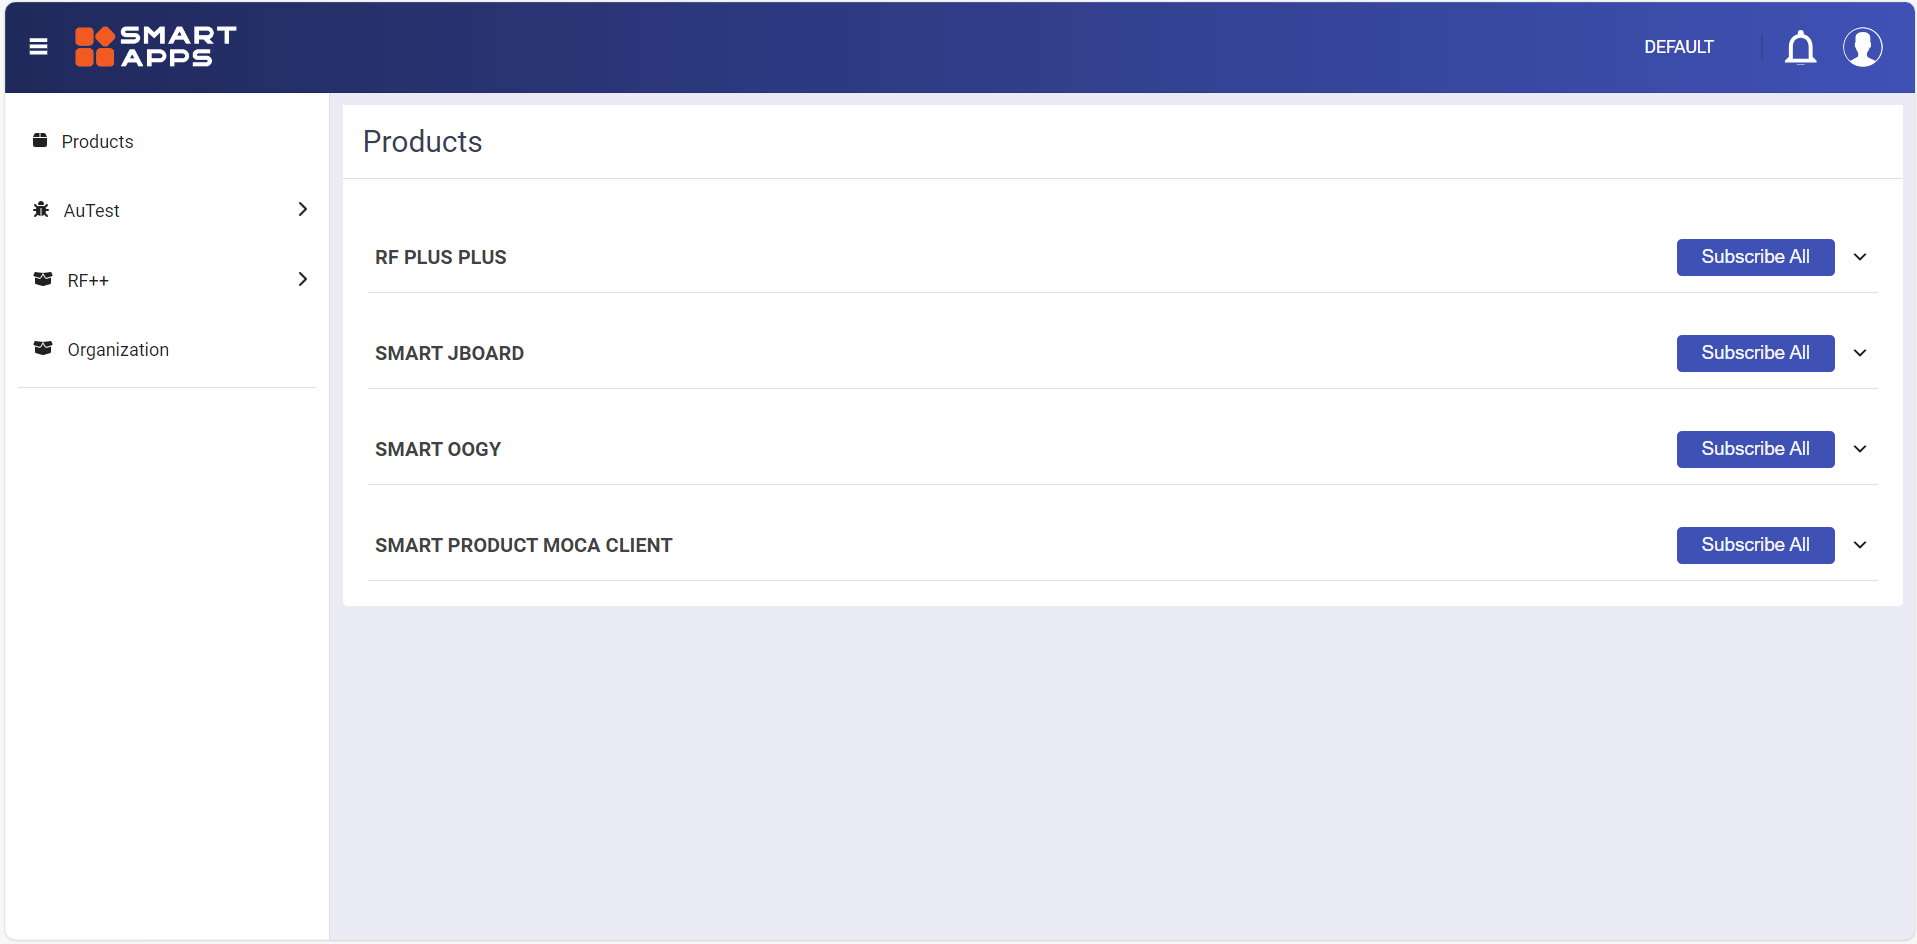 SMART
APPS
DEFAULT
Products
AuTest
RF++
Organization
Products
RF PLUS PLUS
Subscribe All
SMART JBOARD
Subscribe All
SMART OOGY
Subscribe All
SMART PRODUCT MOCA CLIENT
Subscribe All